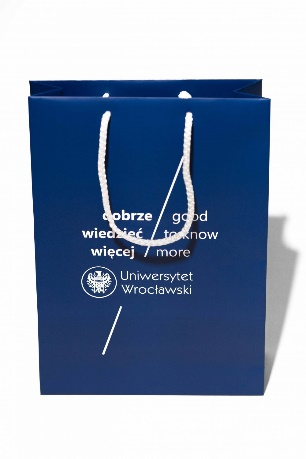 dobrze / good
wiedzieć / to know
więcej / more
Uniwersytet
Wrocławski